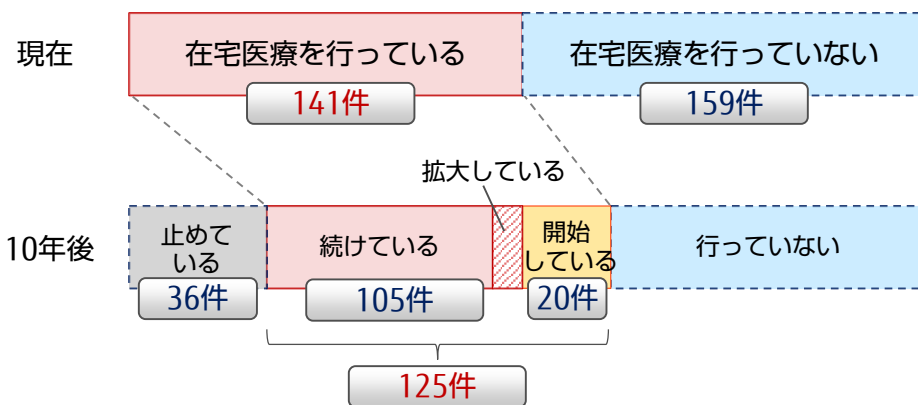 現在
在宅医療を行っている
141件
在宅医療を行っていない
159件
拡大している
10年後
止めて
いる
36件
続けている
105件
開始
している
20件
行っていない
125件